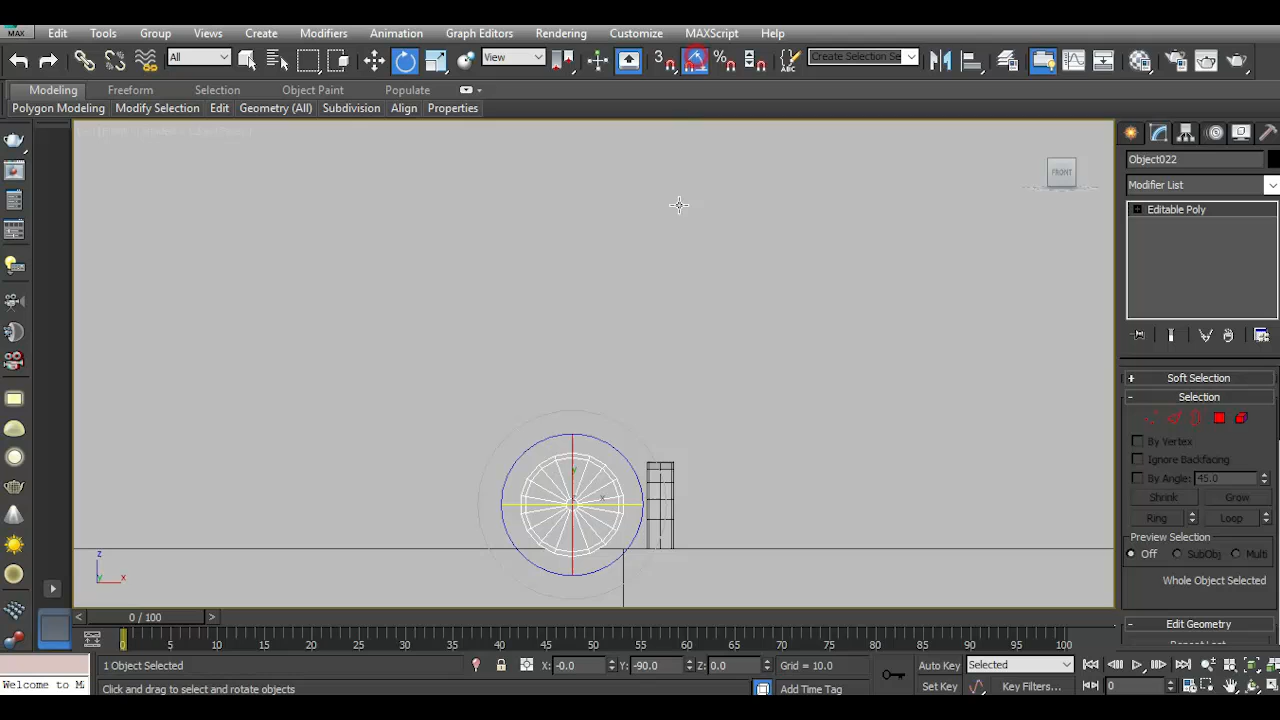 MAX Edit Tools Group Views Create Modifiers Animation Graph Editors Rendering Customize MAXScript Help
All View 3 % ABC Create Selection Se
Modeling Freeform Selection Object Paint Populate
Polygon Modeling Modify Selection Edit Geometry (All) Subdivision Align Properties
FRONT
Object022
Modifier List
Editable Poly
Soft Selection
Selection
By Vertex
Ignore Backfacing
By Angle: 45.0
Shrink Grow
Ring Loop
Preview Selection
Off SubObj Multi
Whole Object Selected
Edit Geometry
y
x
z
y x
0 / 100
0 5 10 15 20 25 30 35 40 45 50 55 60 65 70 75 80 85 90 95 100
1 Object Selected X: -0.0 Y: -90.0 Z: 0.0 Grid = 10.0 Auto Key Selected
Welcome to M Click and drag to select and rotate objects Add Time Tag Set Key Key Filters... 0